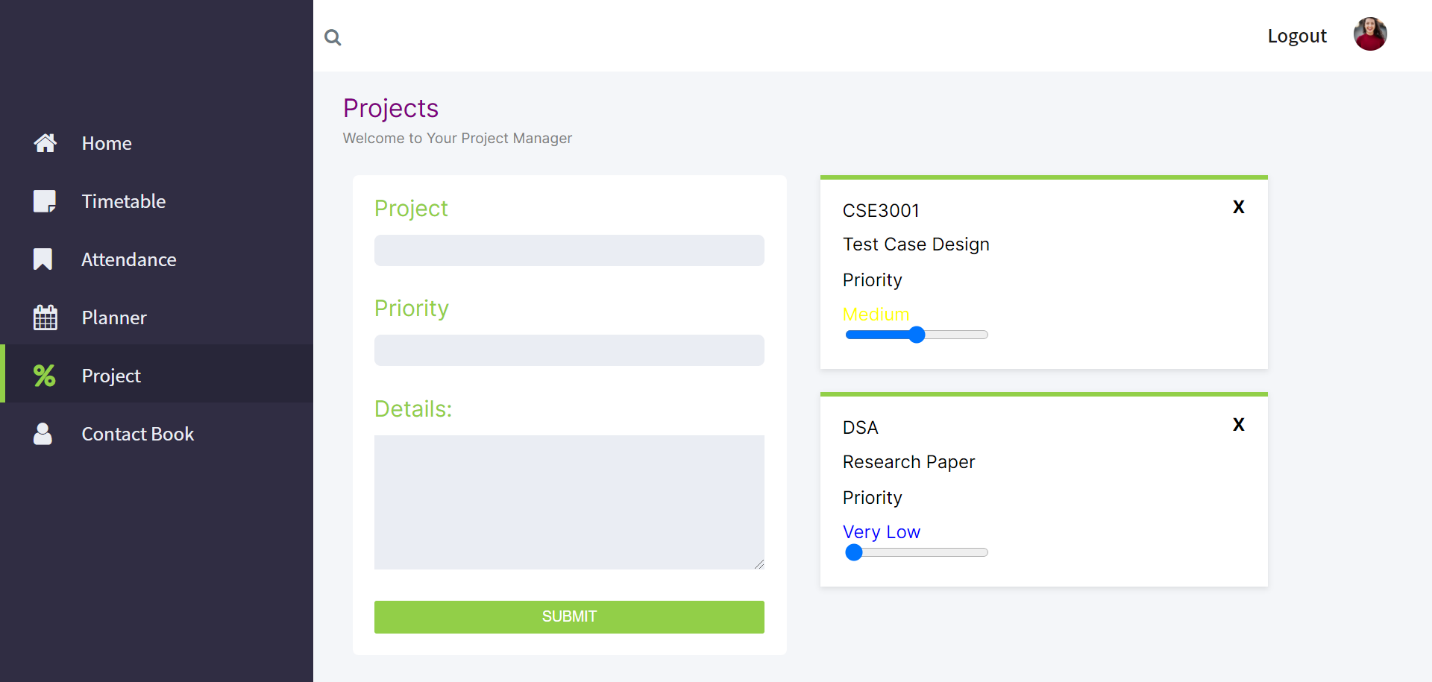 Logout
Home
Timetable
Attendance
Planner
Project
Contact Book
Projects
Welcome to Your Project Manager
Project
Priority
Details:
SUBMIT
CSE3001
X
Test Case Design
Priority
Medium
DSA
X
Research Paper
Priority
Very Low